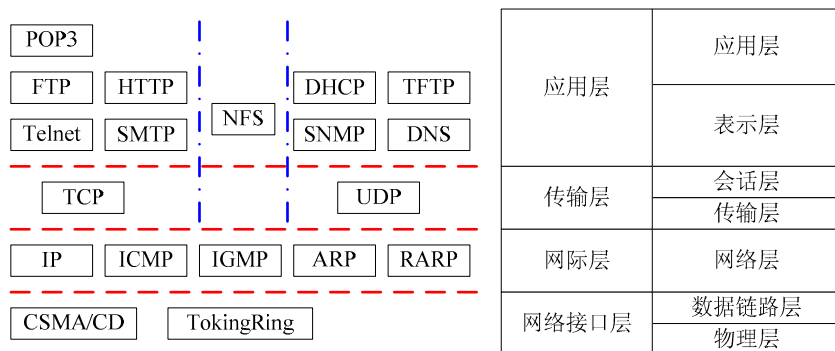 POP3
FTP HTTP DHCP TFTP
NFS
Telnet SMTP SNMP DNS
TCP UDP
IP ICMP IGMP ARP RARP
CSMA/CD TokingRing
应用层 应用层
表示层
传输层 会话层
传输层
网际层 网络层
网络接口层 数据链路层
物理层